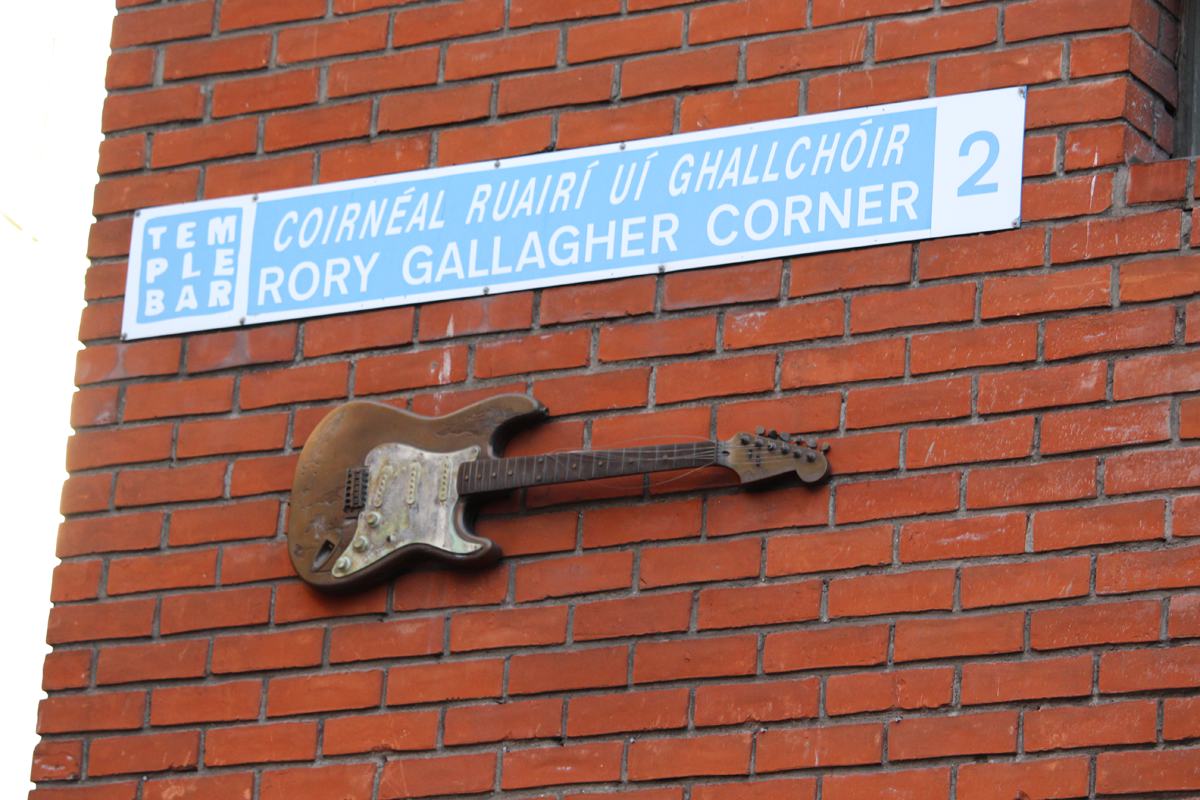 TEM
PLE
BAR
COIRNÉAL RUAIRÍ UÍ GHALLCHÓIR
RORY GALLAGHER CORNER
2